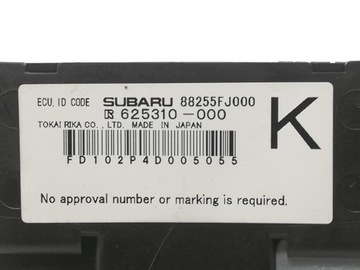 ECU, ID CODE SUBARU 88255FJ000
625310-000
TOKAI RIKA CO., LTD. MADE IN JAPAN
K
FD102P4D005055
No approval number or marking is required.